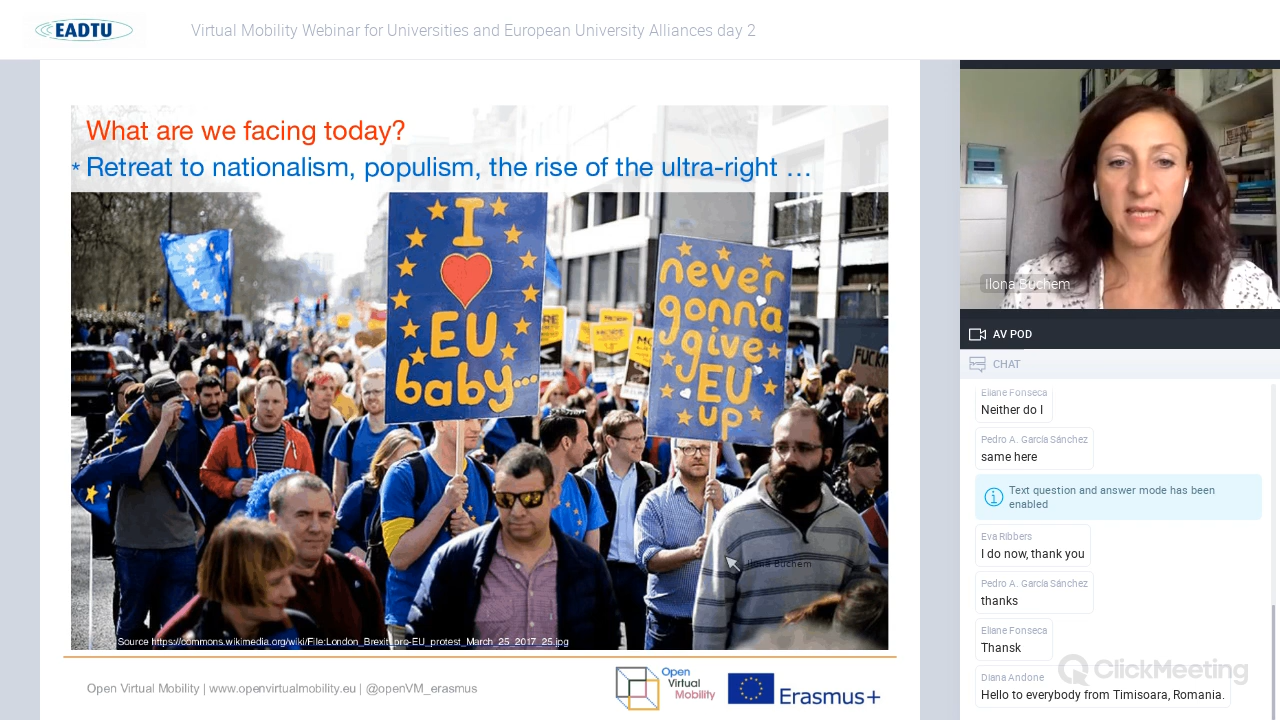 EADTU
Virtual Mobility Webinar for Universities and European University Alliances day 2
What are we facing today?
* Retreat to nationalism, populism, the rise of the ultra-right …
I
EU
baby...
never
gonna
give
EU
up
Ilona Buchem
Source https://commons.wikimedia.org/wiki/File:London_Brexit_pro-EU_protest_March_25_2017_25.jpg
Open Virtual Mobility | www.openvirtualmobility.eu | @openVM_erasmus
Open
Virtual
Mobility
Erasmus+
Ilona Buchem
AV POD
CHAT
Eliane Fonseca
Neither do I
Pedro A. García Sánchez
same here
Text question and answer mode has been
enabled
Eva Ribbers
I do now, thank you
Pedro A. García Sánchez
thanks
Eliane Fonseca
Thansk
Diana Andone
Hello to everybody from Timisoara, Romania.
ClickMeeting